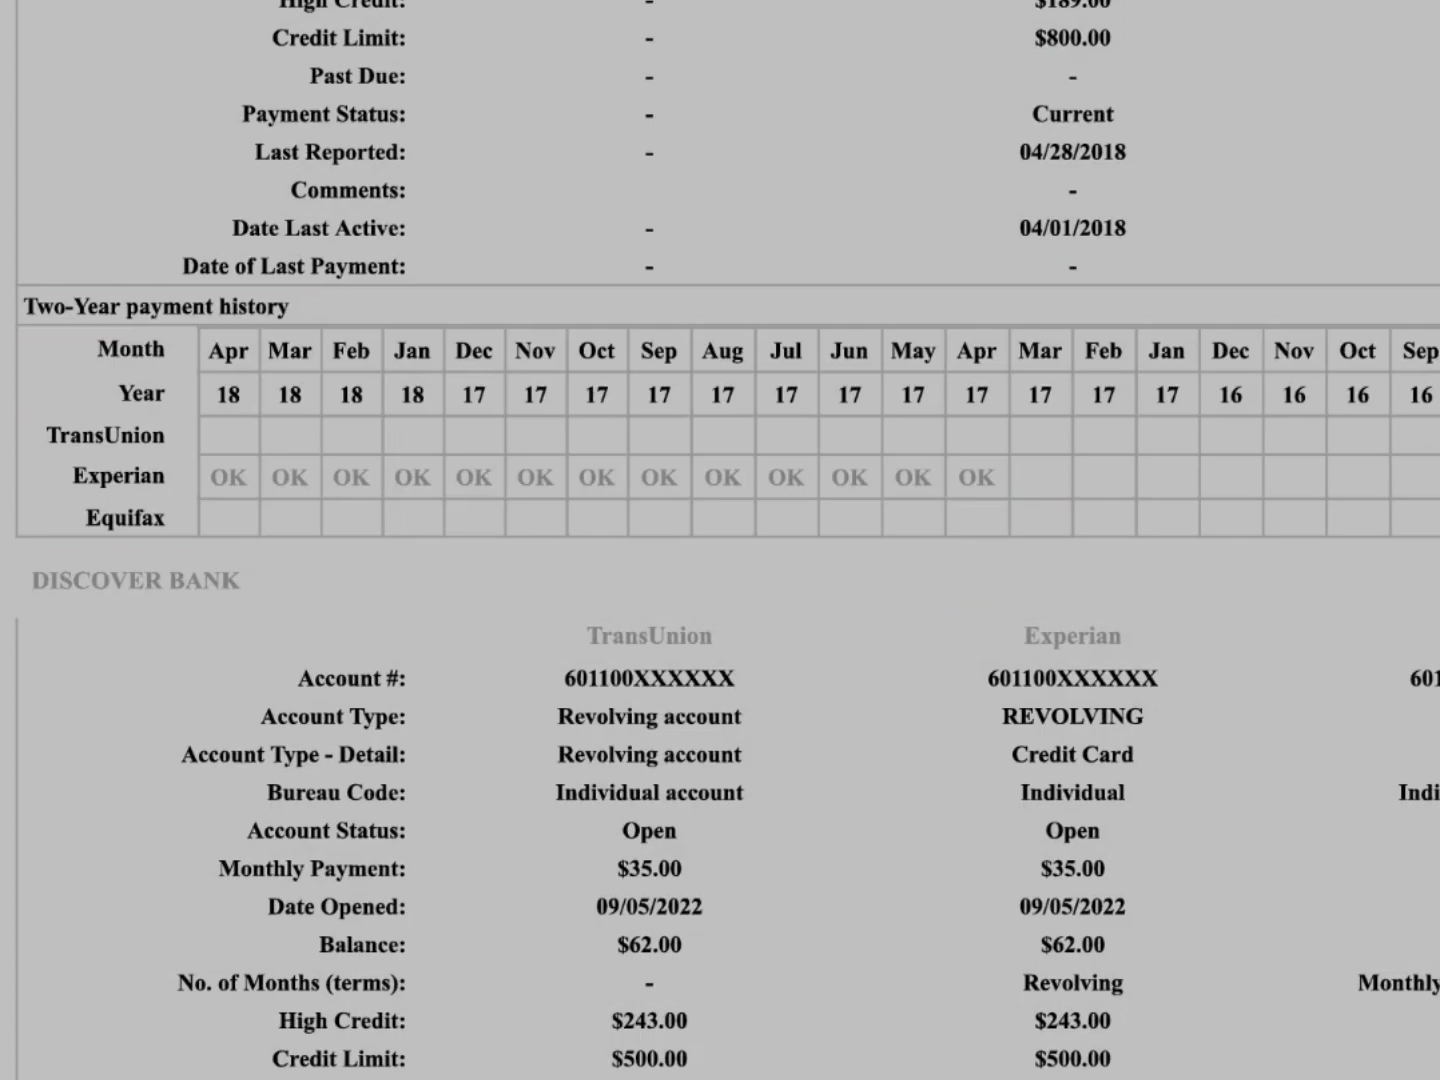 High Credit: - $189.00
Credit Limit: - $800.00
Past Due: - -
Payment Status: - Current
Last Reported: - 04/28/2018
Comments: -
Date Last Active: - 04/01/2018
Date of Last Payment: - -
Two-Year payment history
Month Apr Mar Feb Jan Dec Nov Oct Sep Aug Jul Jun May Apr Mar Feb Jan Dec Nov Oct Sep
Year 18 18 18 18 17 17 17 17 17 17 17 17 17 17 17 17 16 16 16 16
TransUnion
Experian OK OK OK OK OK OK OK OK OK OK OK OK OK
Equifax
DISCOVER BANK
TransUnion Experian
Account #: 601100XXXXXX 601100XXXXXX 601
Account Type: Revolving account REVOLVING
Account Type - Detail: Revolving account Credit Card
Bureau Code: Individual account Individual Indi
Account Status: Open Open
Monthly Payment: $35.00 $35.00
Date Opened: 09/05/2022 09/05/2022
Balance: $62.00 $62.00
No. of Months (terms): - Revolving Monthly
High Credit: $243.00 $243.00
Credit Limit: $500.00 $500.00